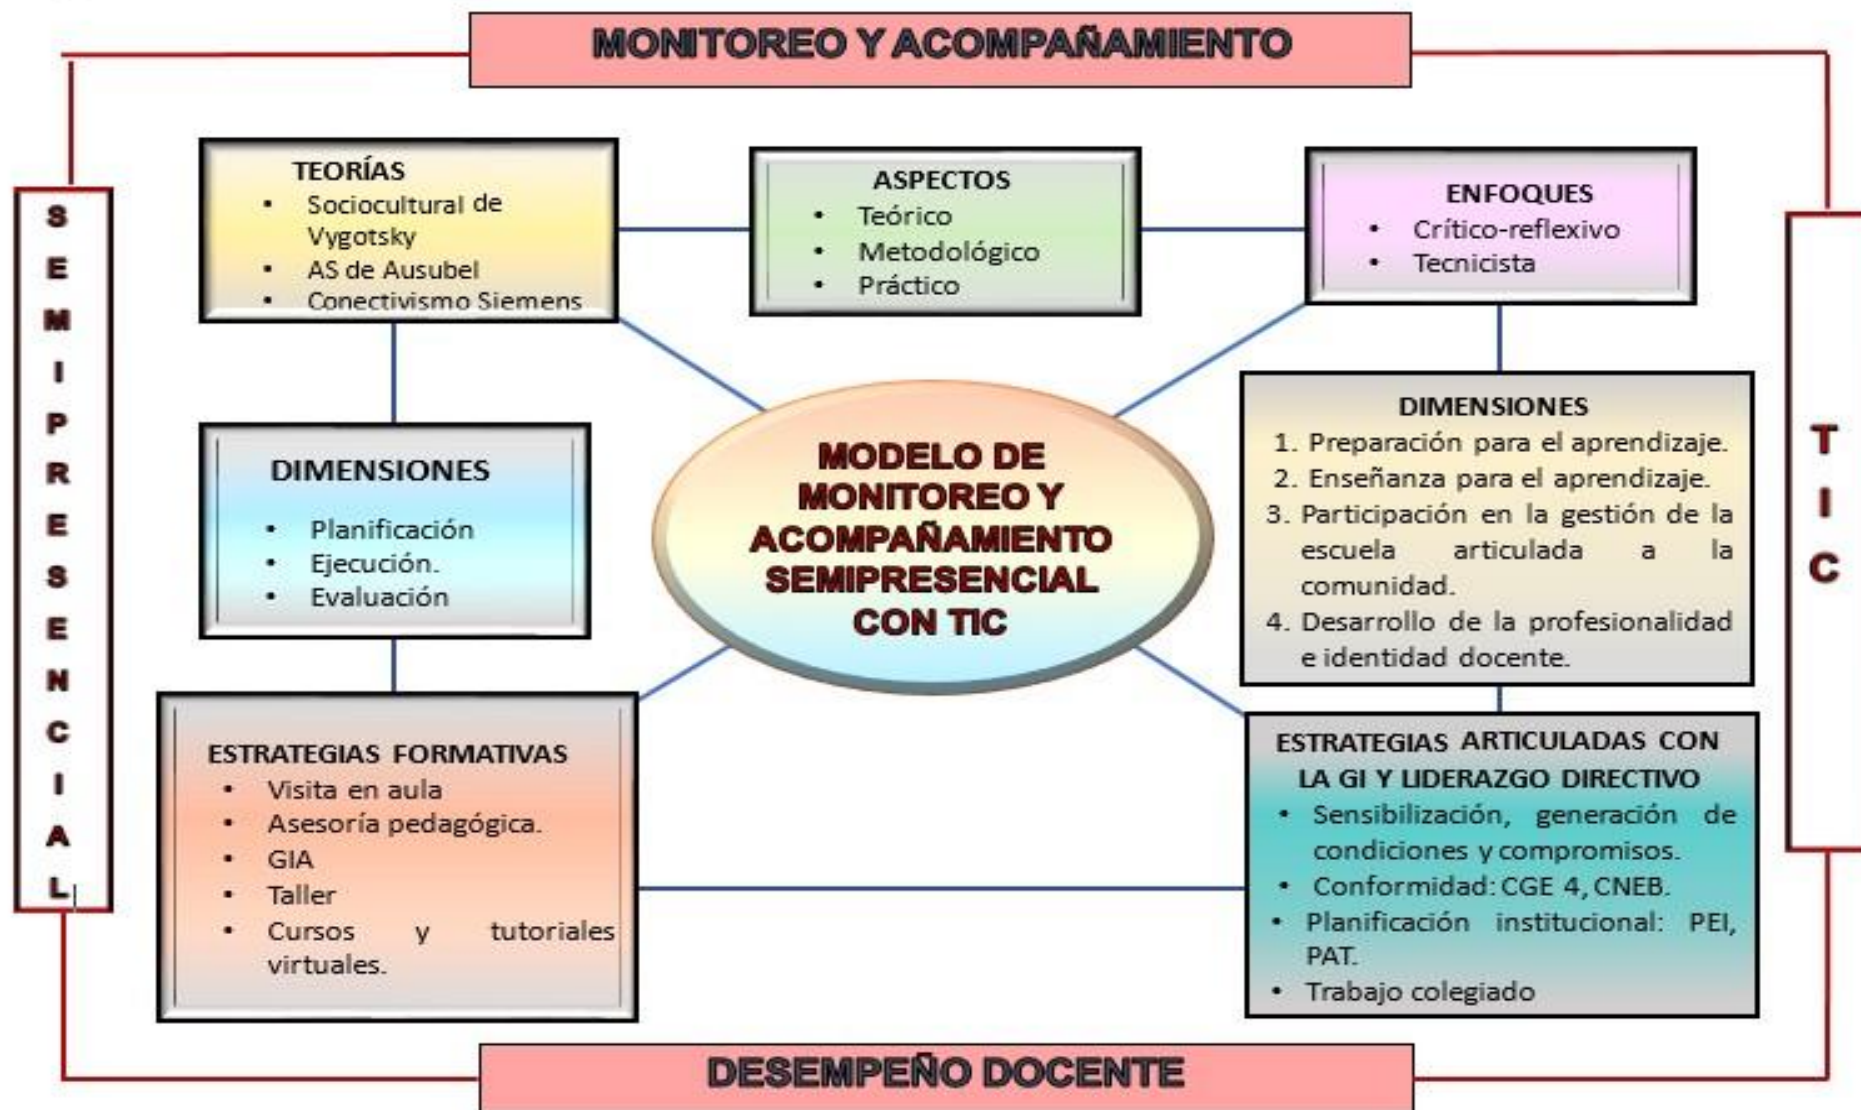 MONITOREO Y ACOMPAÑAMIENTO
SEMIPRESENCIAL
TEORÍAS
• Sociocultural de
Vygotsky
• AS de Ausubel
• Conectivismo Siemens
ASPECTOS
• Teórico
• Metodológico
• Práctico
ENFOQUES
• Crítico-reflexivo
• Tecnicista
DIMENSIONES
• Planificación
• Ejecución.
• Evaluación
MODELO DE
MONITOREO Y
ACOMPAÑAMIENTO
SEMIPRESENCIAL
CON TIC
DIMENSIONES
1. Preparación para el aprendizaje.
2. Enseñanza para el aprendizaje.
3. Participación en la gestión de la
escuela articulada a la
comunidad.
4. Desarrollo de la profesionalidad
e identidad docente.
TIC
ESTRATEGIAS FORMATIVAS
• Visita en aula
• Asesoría pedagógica.
• GIA
• Taller
• Cursos y tutoriales
virtuales.
ESTRATEGIAS ARTICULADAS CON
LA GI Y LIDERAZGO DIRECTIVO
• Sensibilización, generación de
condiciones y compromisos.
• Conformidad: CGE 4, CNEB.
• Planificación institucional: PEI,
PAT.
• Trabajo colegiado
DESEMPEÑO DOCENTE